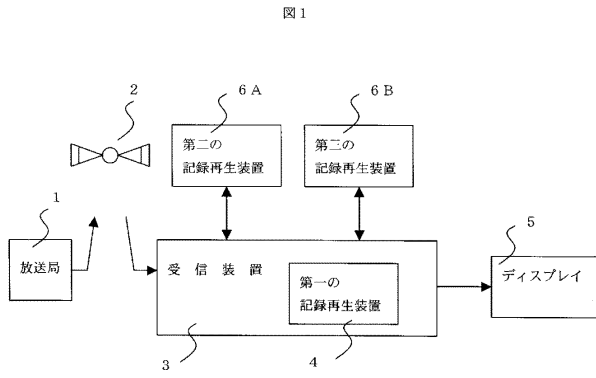 図1
2
6A
6B
第二の
記録再生装置
第三の
記録再生装置
1
放送局
受信装置
第一の
記録再生装置
5
ディスプレイ
3
4